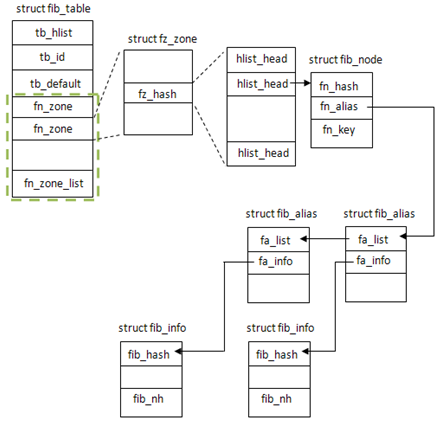 struct fib_table
tb_hlist
tb_id
tb_default
fn_zone
fn_zone
fn_zone_list
struct fz_zone
fz_hash
hlist_head
hlist_head
hlist_head
struct fib_node
fn_hash
fn_alias
fn_key
struct fib_alias
fa_list
fa_info
struct fib_alias
fa_list
fa_info
struct fib_info
fib_hash
fib_nh
struct fib_info
fib_hash
fib_nh